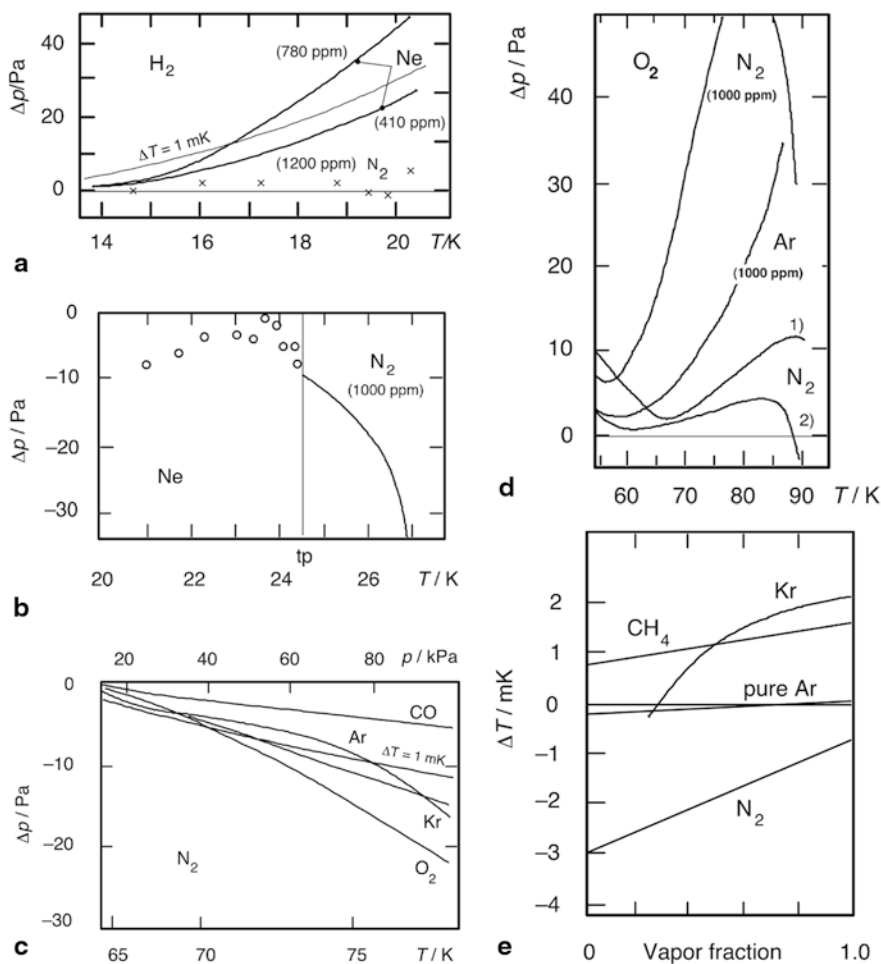 40
20
0
Δp/Pa
H₂
(780 ppm)
Ne
(410 ppm)
ΔT = 1 mK
(1200 ppm)
N₂
14 16 18 20 T/K
a
0
−10
−20
−30
Δp / Pa
N₂
(1000 ppm)
Ne
tp
20 22 24 26 T / K
b
20 40 60 80 p / kPa
0
−10
−20
−30
Δp / Pa
CO
Ar
ΔT = 1 mK
Kr
O₂
N₂
65 70 75 T / K
c
Δp / Pa
40
30
20
10
0
O₂ N₂
(1000 ppm)
Ar
(1000 ppm)
1)
N₂
2)
60 70 80 90 T / K
d
2
1
0
−1
−2
−3
−4
ΔT / mK
Kr
CH₄
pure Ar
N₂
0 Vapor fraction 1.0
e